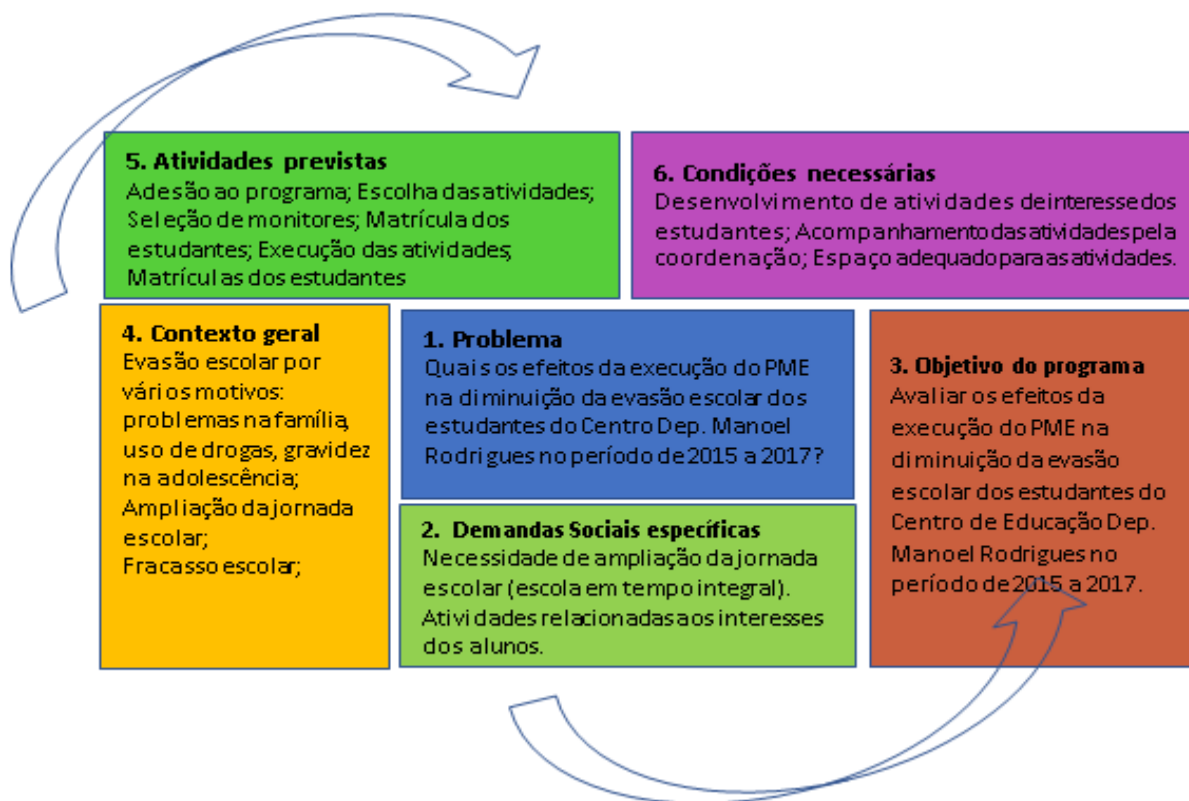 5. Atividades previstas
Adesão ao programa; Escolha das atividades;
Seleção de monitores; Matrícula dos
estudantes; Execução das atividades;
Matrículas dos estudantes
6. Condições necessárias
Desenvolvimento de atividades de interesse dos
estudantes; Acompanhamento das atividades pela
coordenação; Espaço adequado para as atividades.
4. Contexto geral
Evasão escolar por
vários motivos:
problemas na família,
uso de drogas, gravidez
na adolescência;
Ampliação da jornada
escolar;
Fracasso escolar;
1. Problema
Quais os efeitos da execução do PME
na diminuição da evasão escolar dos
estudantes do Centro Dep. Manoel
Rodrigues no período de 2015 a 2017?
2. Demandas Sociais específicas
Necessidade de ampliação da jornada
escolar (escola em tempo integral).
Atividades relacionadas aos interesses
dos alunos.
3. Objetivo do programa
Avaliar os efeitos da
execução do PME na
diminuição da evasão
escolar dos estudantes do
Centro de Educação Dep.
Manoel Rodrigues no
período de 2015 a 2017.